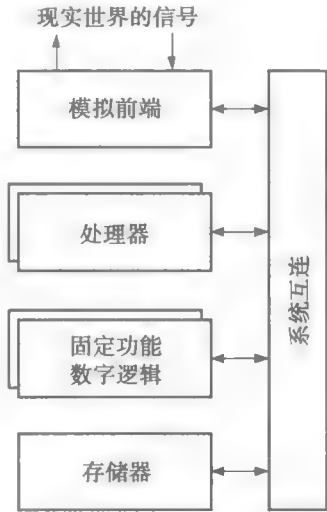 现实世界的信号
模拟前端
处理器
固定功能
数字逻辑
存储器
系统互连